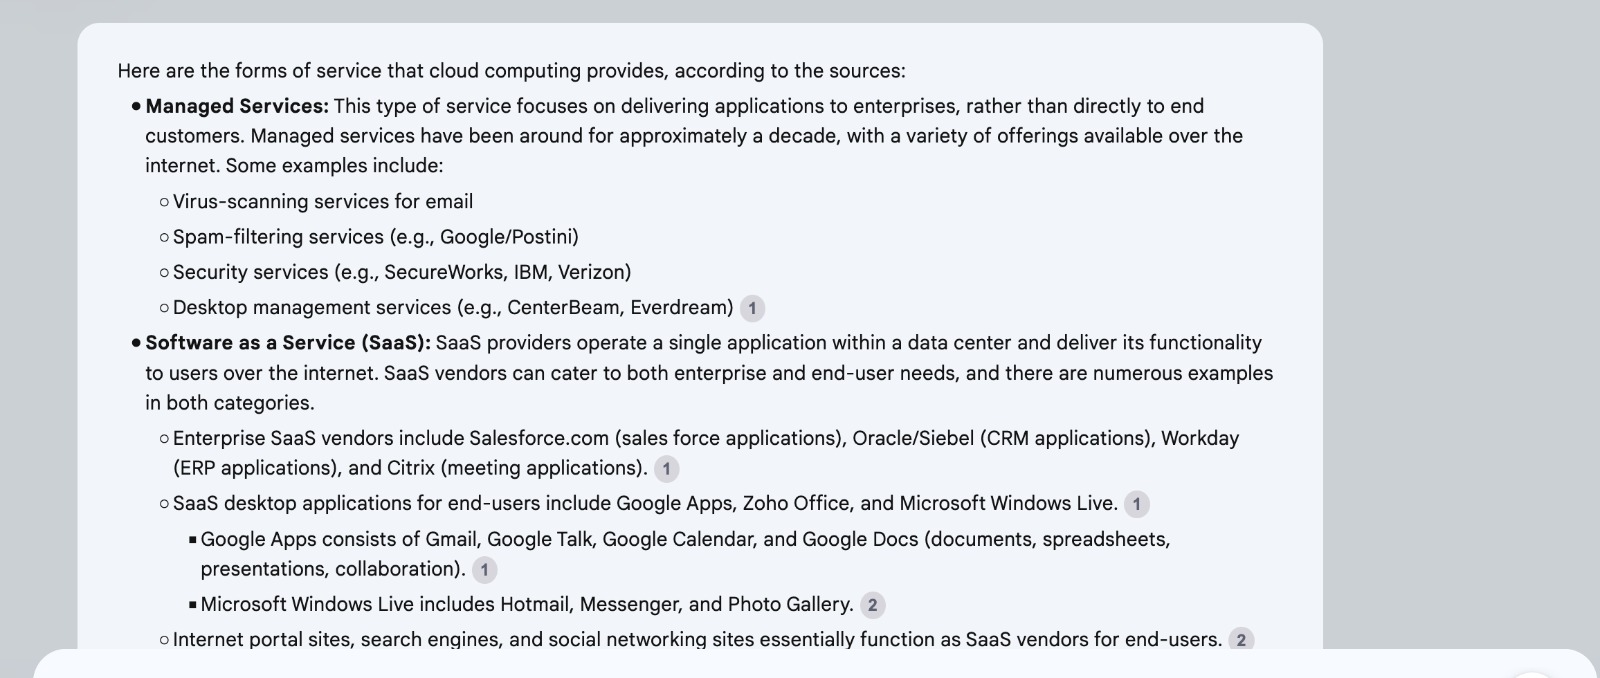 Here are the forms of service that cloud computing provides, according to the sources:
● Managed Services: This type of service focuses on delivering applications to enterprises, rather than directly to end
customers. Managed services have been around for approximately a decade, with a variety of offerings available over the
internet. Some examples include:
○ Virus-scanning services for email
○ Spam-filtering services (e.g., Google/Postini)
○ Security services (e.g., SecureWorks, IBM, Verizon)
○ Desktop management services (e.g., CenterBeam, Everdream) 1
● Software as a Service (SaaS): SaaS providers operate a single application within a data center and deliver its functionality
to users over the internet. SaaS vendors can cater to both enterprise and end-user needs, and there are numerous examples
in both categories.
○ Enterprise SaaS vendors include Salesforce.com (sales force applications), Oracle/Siebel (CRM applications), Workday
(ERP applications), and Citrix (meeting applications). 1
○ SaaS desktop applications for end-users include Google Apps, Zoho Office, and Microsoft Windows Live. 1
■ Google Apps consists of Gmail, Google Talk, Google Calendar, and Google Docs (documents, spreadsheets,
presentations, collaboration). 1
■ Microsoft Windows Live includes Hotmail, Messenger, and Photo Gallery. 2
○ Internet portal sites, search engines, and social networking sites essentially function as SaaS vendors for end-users. 2